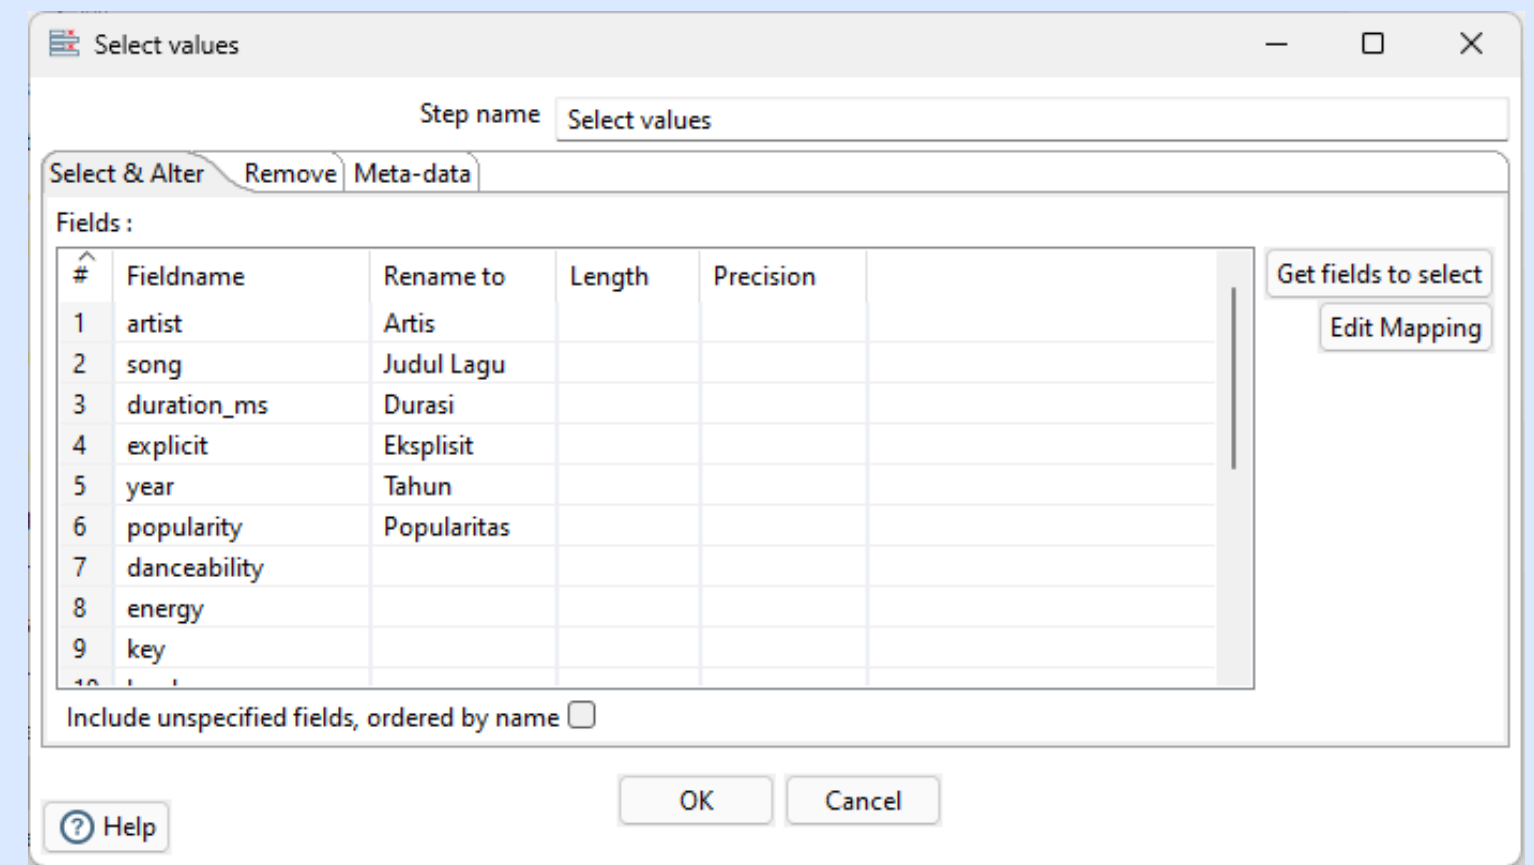 Select values
Step name Select values
Select & Alter Remove Meta-data
Fields :
# Fieldname Rename to Length Precision
Get fields to select
1 artist Artis
Edit Mapping
2 song Judul Lagu
3 duration_ms Durasi
4 explicit Eksplisit
5 year Tahun
6 popularity Popularitas
7 danceability
8 energy
9 key
Include unspecified fields, ordered by name
OK Cancel
? Help